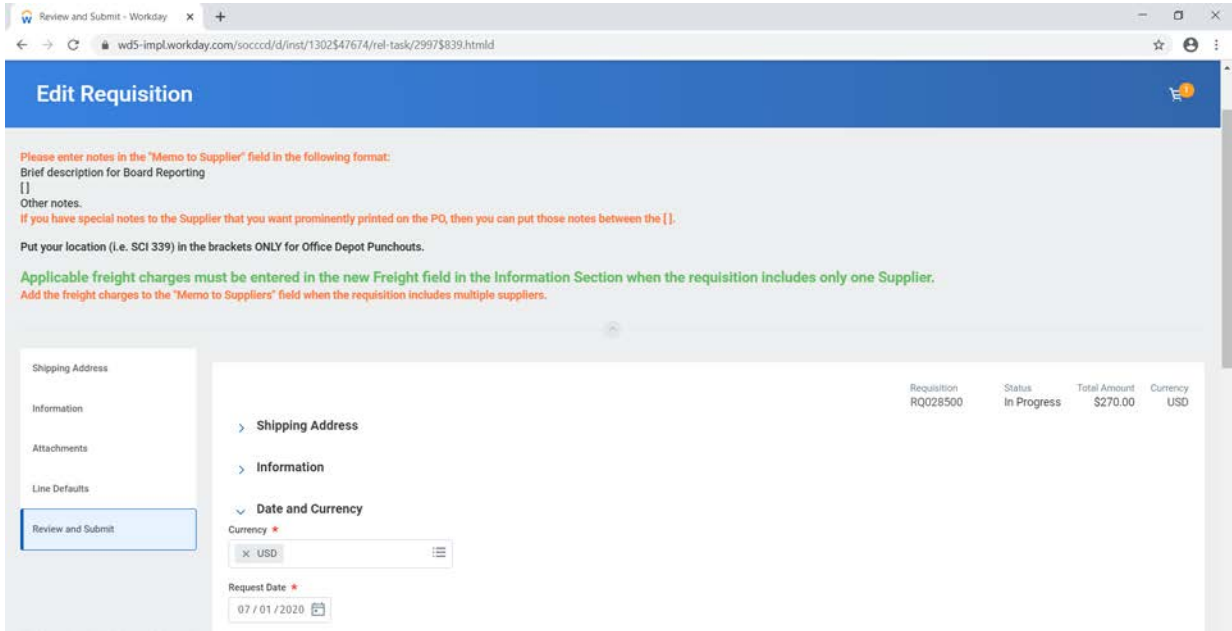 Review and Submit - Workday
wd5-impl.workday.com/socccd/d/inst/1302$47674/rel-task/2997$839.htmld
Edit Requisition
1
Please enter notes in the "Memo to Supplier" field in the following format:
Brief description for Board Reporting
[ ]
Other notes.
If you have special notes to the Supplier that you want prominently printed on the PO, then you can put those notes between the [ ].
Put your location (i.e. SCI 339) in the brackets ONLY for Office Depot Punchouts.
Applicable freight charges must be entered in the new Freight field in the Information Section when the requisition includes only one Supplier.
Add the freight charges to the "Memo to Suppliers" field when the requisition includes multiple suppliers.
Shipping Address
Information
Attachments
Line Defaults
Review and Submit
Requisition Status Total Amount Currency
RQ028500 In Progress $270.00 USD
Shipping Address
Information
Date and Currency
Currency *
× USD
Request Date *
07 / 01 / 2020